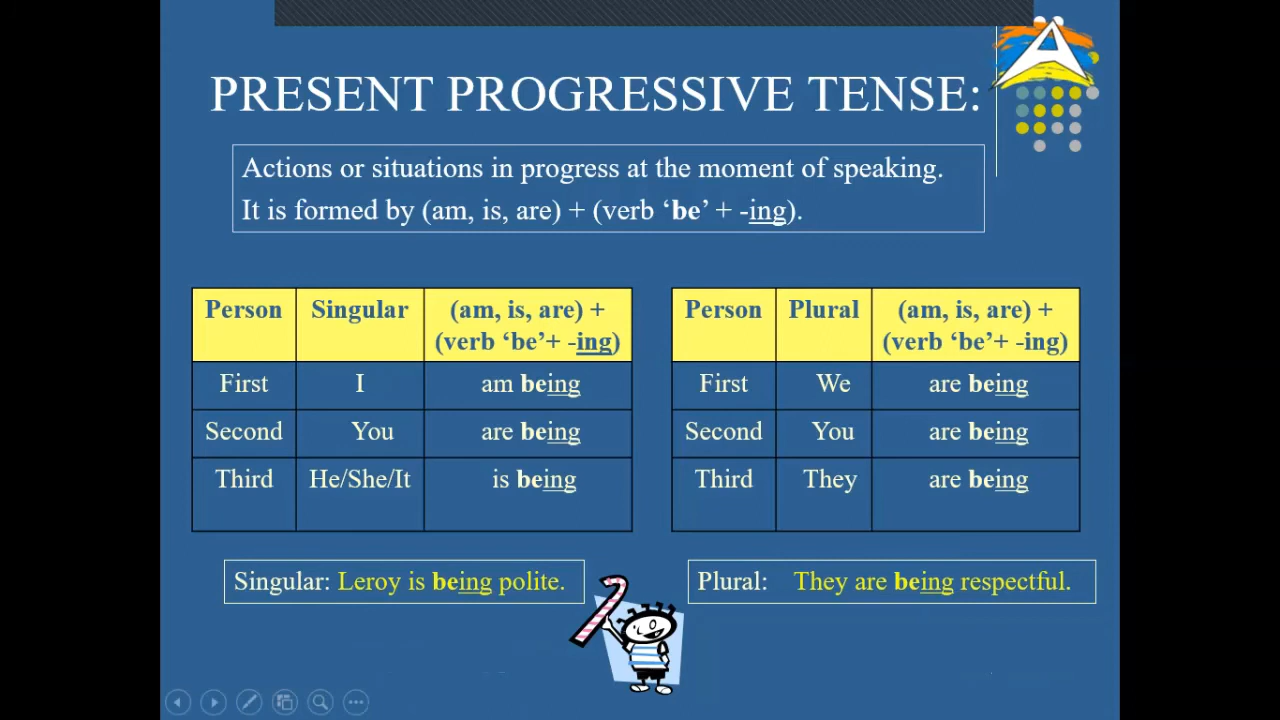 PRESENT PROGRESSIVE TENSE:
Actions or situations in progress at the moment of speaking.
It is formed by (am, is, are) + (verb ‘be’ + -ing).
Person Singular (am, is, are) +
(verb ‘be’+ -ing)
First I am being
Second You are being
Third He/She/It is being
Person Plural (am, is, are) +
(verb ‘be’+ -ing)
First We are being
Second You are being
Third They are being
Singular: Leroy is being polite.
Plural: They are being respectful.